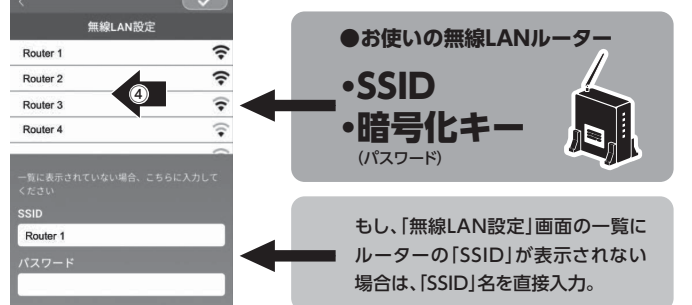 無線LAN設定
Router 1
Router 2
Router 3
Router 4
④
一覧に表示されていない場合、こちらに入力して
ください
SSID
Router 1
パスワード
●お使いの無線LANルーター
・SSID
・暗号化キー
(パスワード)
もし、「無線LAN設定」画面の一覧に
ルーターの「SSID」が表示されない
場合は、「SSID」名を直接入力。